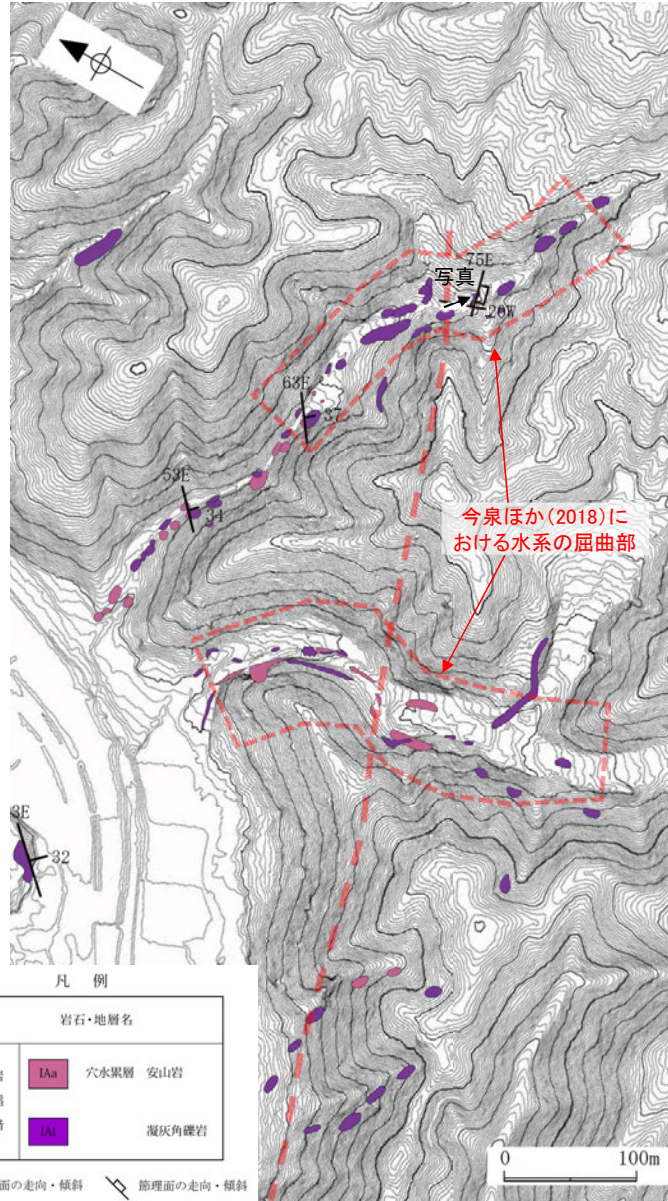 75E
写真
20W
63E
37
53E
34
今泉ほか(2018)に
おける水系の屈曲部
3E
32
凡 例
岩石・地層名
IAa 穴水累層 安山岩
IAt 凝灰角礫岩
面の走向・傾斜 節理面の走向・傾斜
0 100m